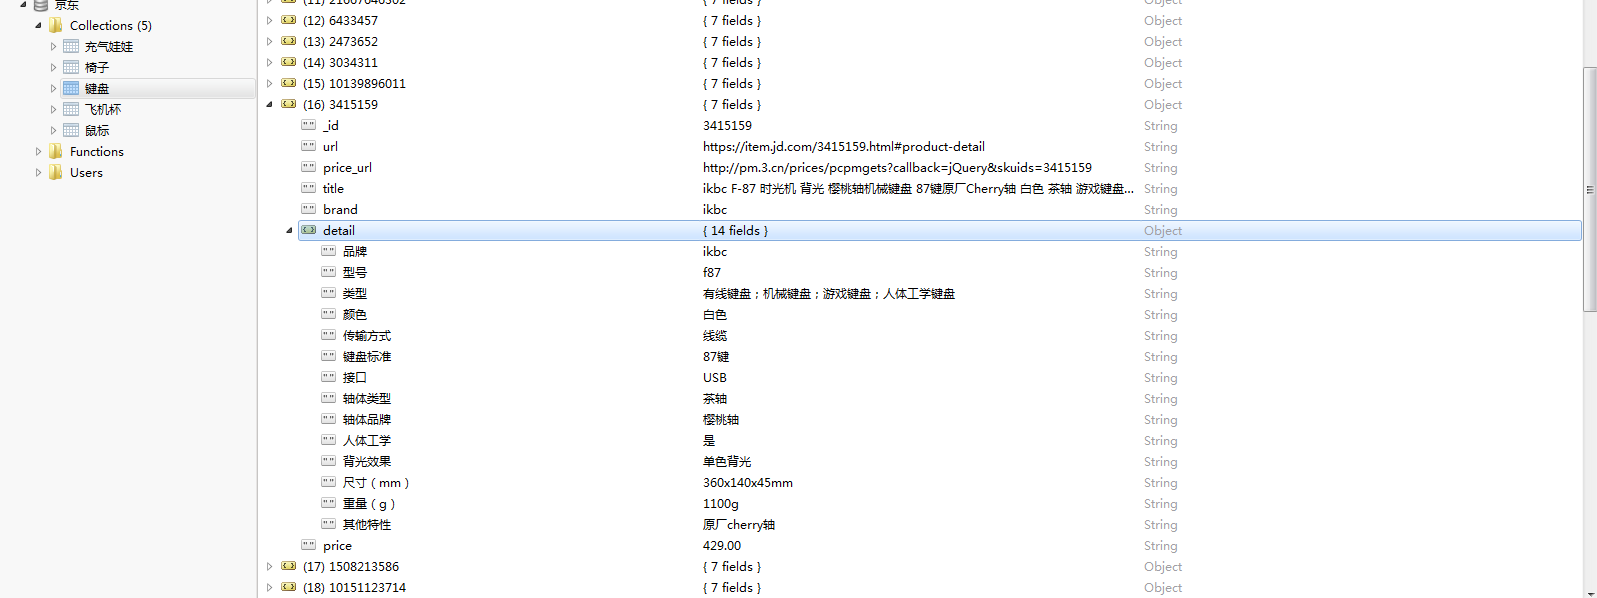 京东
Collections (5)
充气娃娃
椅子
键盘
飞机杯
鼠标
Functions
Users
(11) 21667646302 { 7 fields } Object
(12) 6433457 { 7 fields } Object
(13) 2473652 { 7 fields } Object
(14) 3034311 { 7 fields } Object
(15) 10139896011 { 7 fields } Object
(16) 3415159 { 7 fields } Object
_id 3415159 String
url https://item.jd.com/3415159.html#product-detail String
price_url http://pm.3.cn/prices/pcpmgets?callback=jQuery&skuids=3415159 String
title ikbc F-87 时光机 背光 樱桃轴机械键盘 87键原厂Cherry轴 白色 茶轴 游戏键盘... String
brand ikbc String
detail { 14 fields } Object
品牌 ikbc String
型号 f87 String
类型 有线键盘；机械键盘；游戏键盘；人体工学键盘 String
颜色 白色 String
传输方式 线缆 String
键盘标准 87键 String
接口 USB String
轴体类型 茶轴 String
轴体品牌 樱桃轴 String
人体工学 是 String
背光效果 单色背光 String
尺寸（mm） 360x140x45mm String
重量（g） 1100g String
其他特性 原厂cherry轴 String
price 429.00 String
(17) 1508213586 { 7 fields } Object
(18) 10151123714 { 7 fields } Object